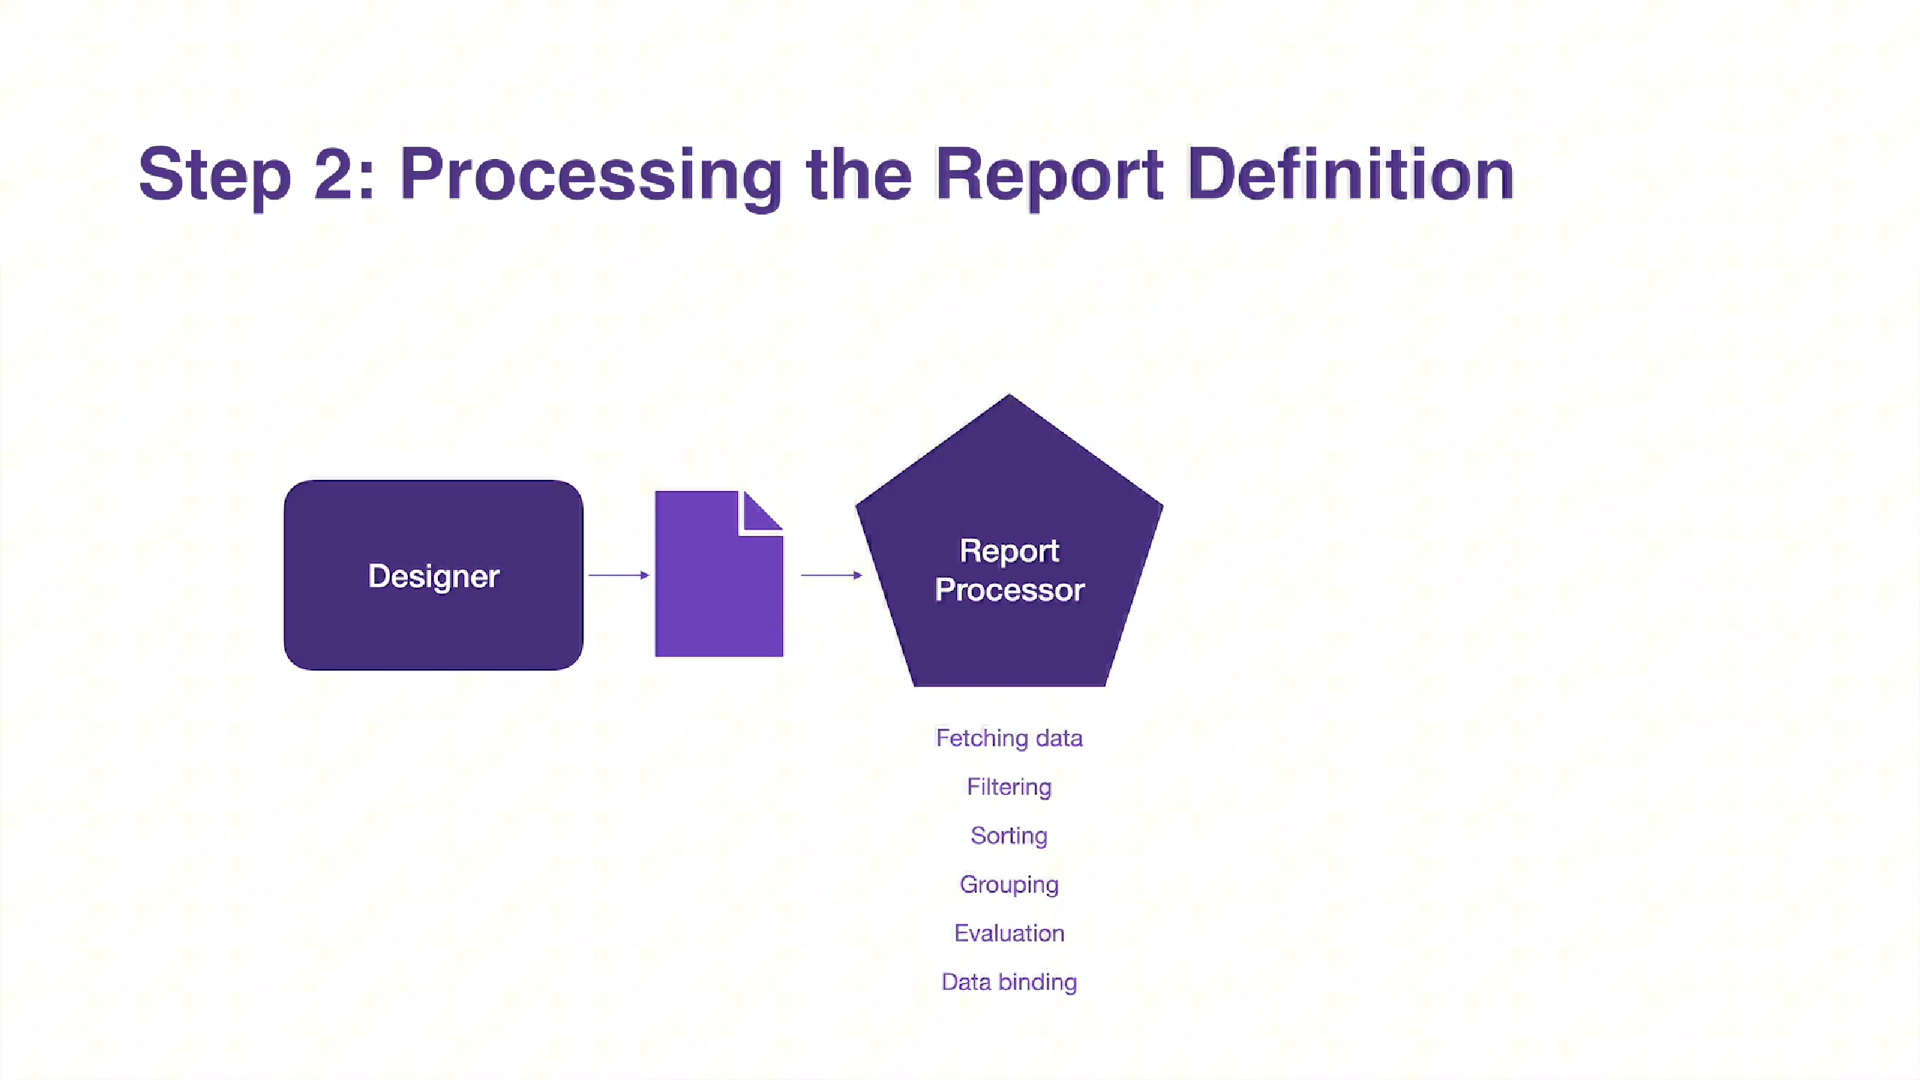 Step 2: Processing the Report Definition
Designer
Report
Processor
Fetching data
Filtering
Sorting
Grouping
Evaluation
Data binding